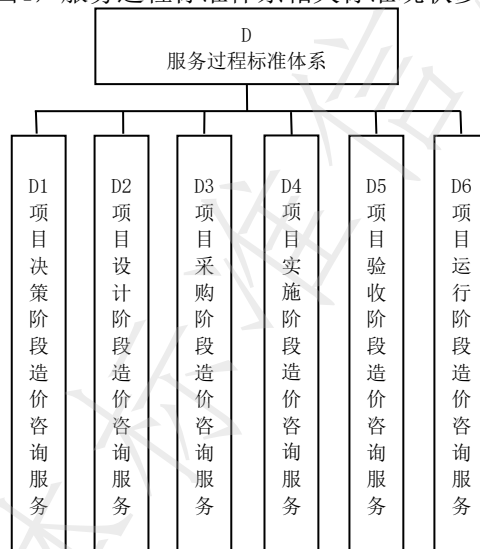 D
服务过程标准体系
D1
项目决策阶段造价咨询服务
D2
项目设计阶段造价咨询服务
D3
项目采购阶段造价咨询服务
D4
项目实施阶段造价咨询服务
D5
项目验收阶段造价咨询服务
D6
项目运行阶段造价咨询服务